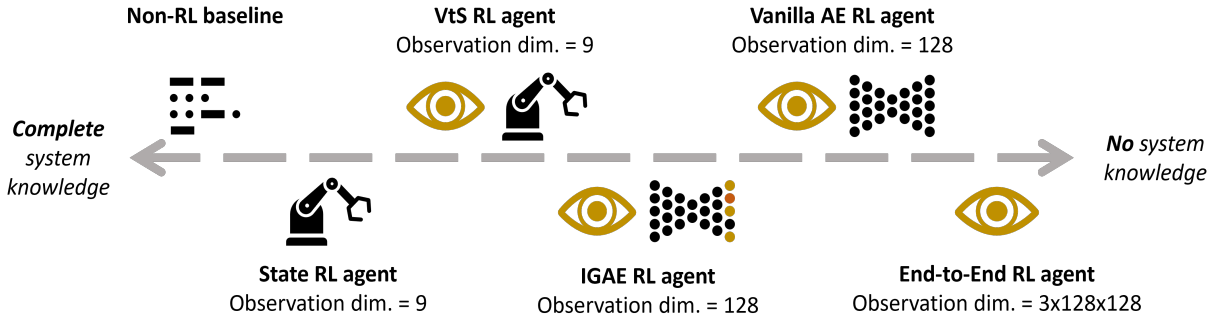 Non-RL baseline
VtS RL agent
Observation dim. = 9
Vanilla AE RL agent
Observation dim. = 128
Complete
system
knowledge
No system
knowledge
State RL agent
Observation dim. = 9
IGAE RL agent
Observation dim. = 128
End-to-End RL agent
Observation dim. = 3x128x128